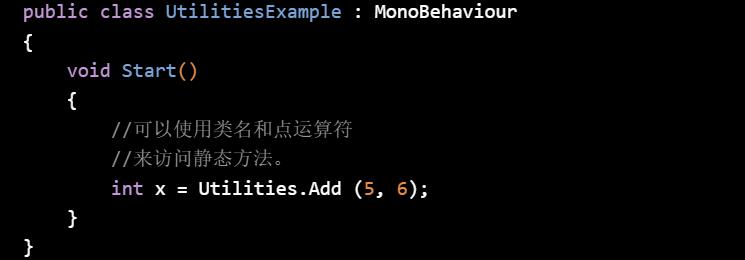 public class UtilitiesExample : MonoBehaviour
{
    void Start()
    {
        //可以使用类名和点运算符
        //来访问静态方法。
        int x = Utilities.Add (5, 6);
    }
}